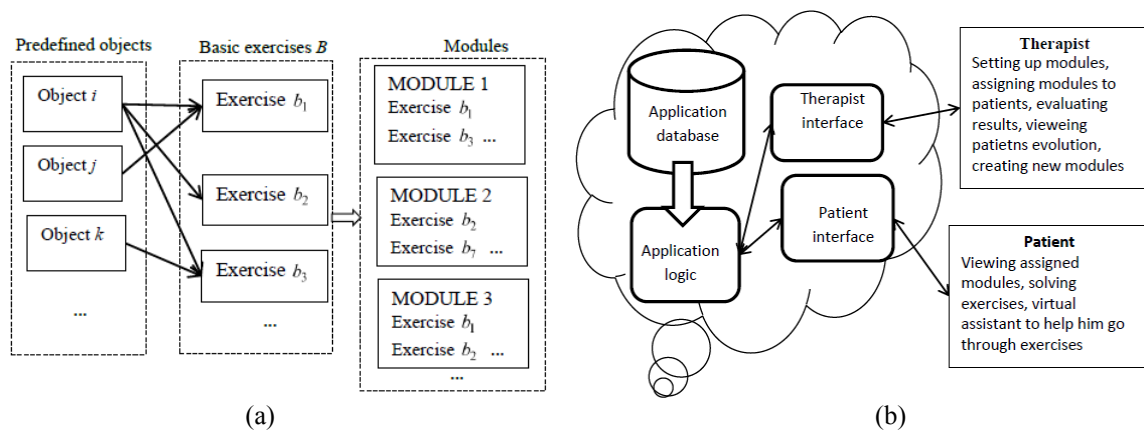 Predefined objects
Object i
Object j
Object k
...
Basic exercises B
Exercise b1
Exercise b2
Exercise b3
...
Modules
MODULE 1
Exercise b1
Exercise b3 ...
MODULE 2
Exercise b2
Exercise b7 ...
MODULE 3
Exercise b1
Exercise b2 ...
...
(a)
Application
database
Application
logic
Therapist
interface
Patient
interface
Therapist
Setting up modules,
assigning modules to
patients, evaluating
results, vieweing
patietns evolution,
creating new modules
Patient
Viewing assigned
modules, solving
exercises, virtual
assistant to help him go
through exercises
(b)